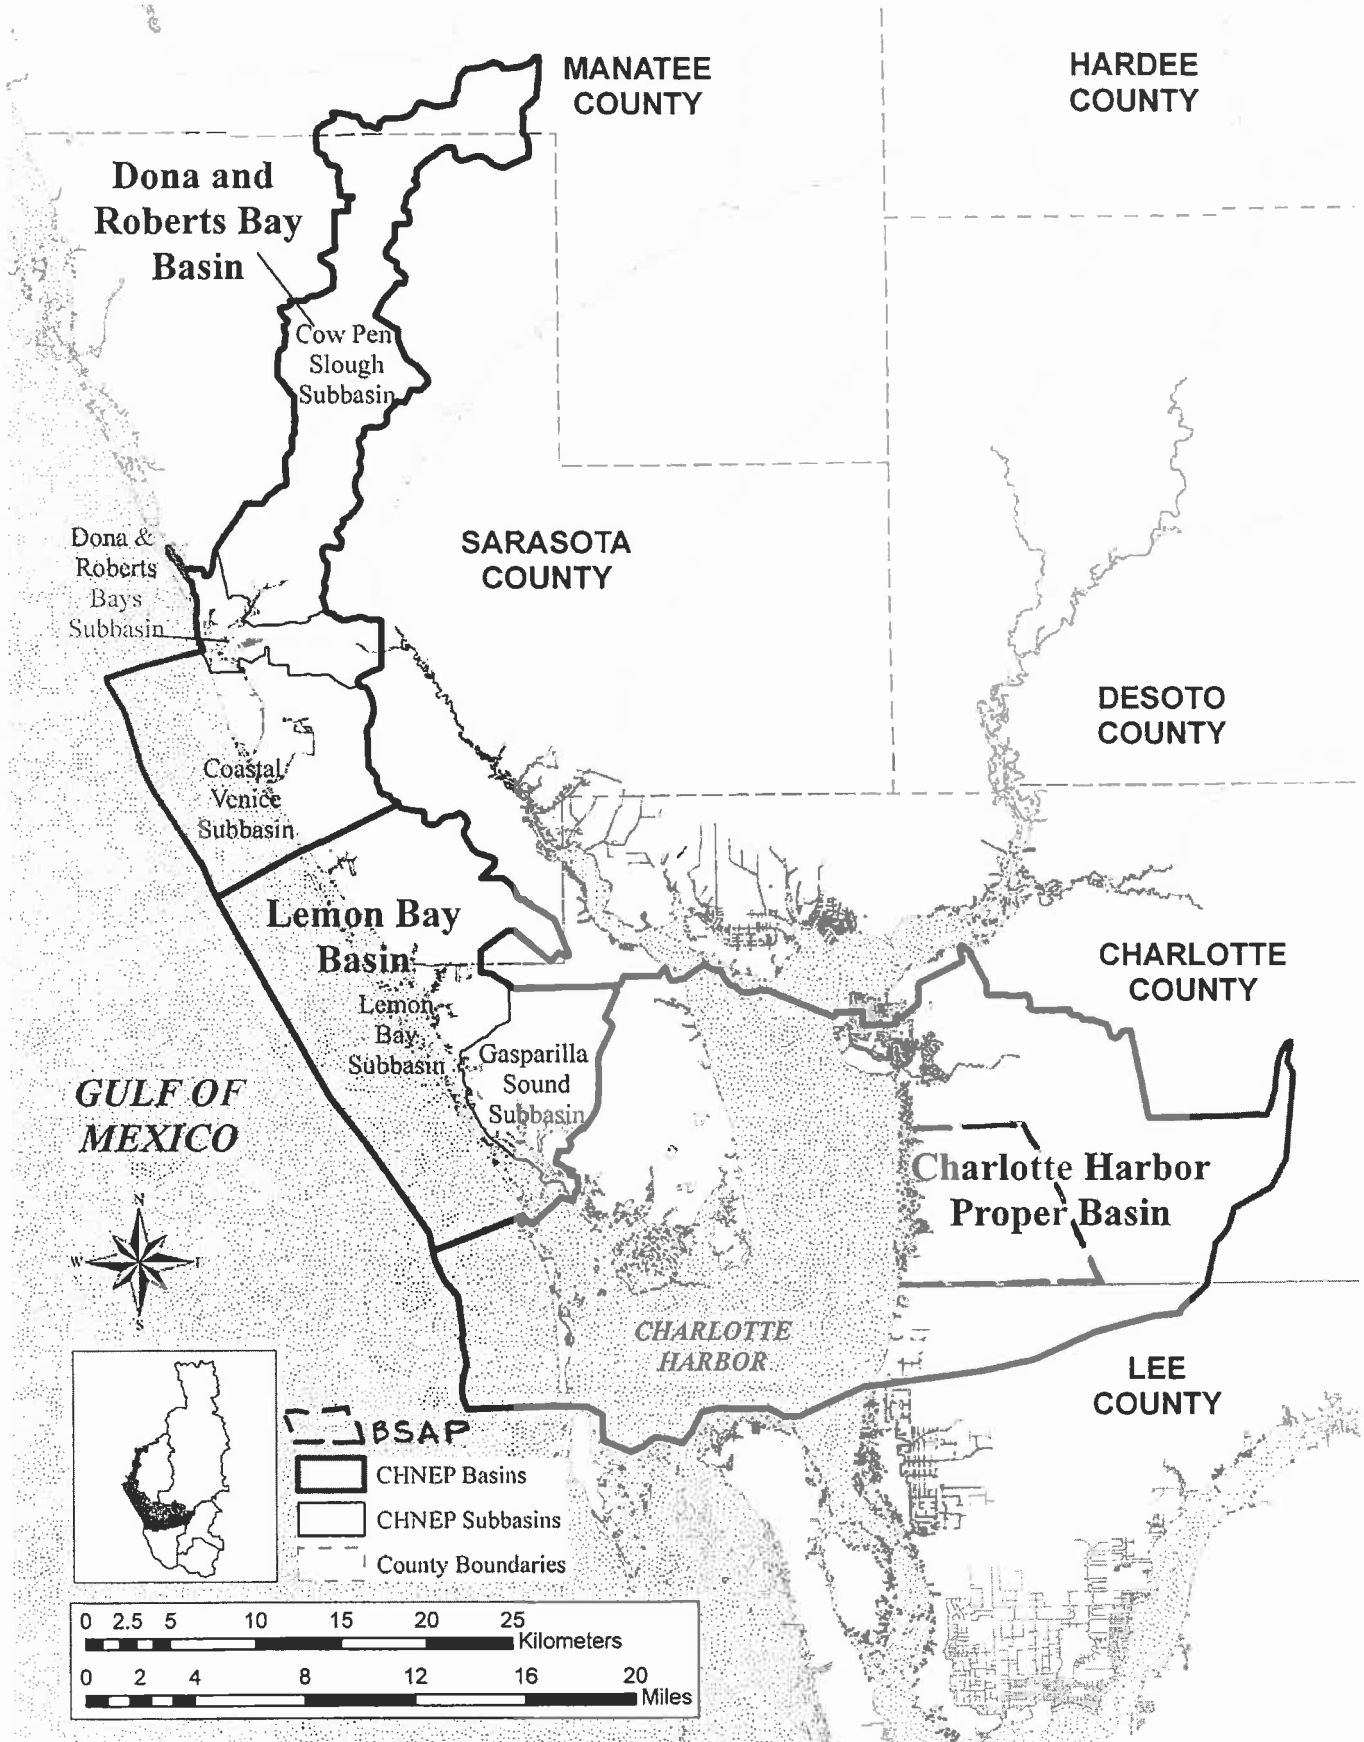 MANATEE
COUNTY
HARDEE
COUNTY
Dona and
Roberts Bay
Basin
Cow Pen
Slough
Subbasin
Dona &
Roberts
Bays
Subbasin
SARASOTA
COUNTY
DESOTO
COUNTY
Coastal
Venice
Subbasin
Lemon Bay
Basin
CHARLOTTE
COUNTY
Lemon
Bay
Subbasin
Gasparilla
Sound
Subbasin
GULF OF
MEXICO
Charlotte Harbor
Proper Basin
N
W
S
CHARLOTTE
HARBOR
LEE
COUNTY
BSAP
CHNEP Basins
CHNEP Subbasins
County Boundaries
0 2.5 5 10 15 20 25
Kilometers
0 2 4 8 12 16 20
Miles